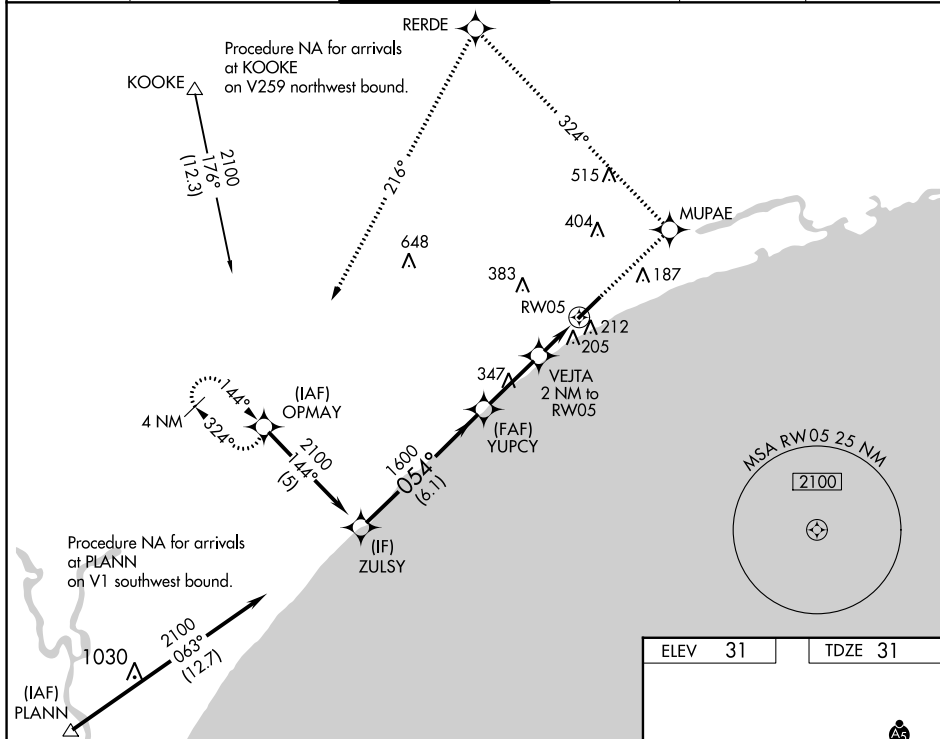 RERDE
Procedure NA for arrivals
at KOOKE
on V259 northwest bound.
KOOKE
2100
176°
(12.3)
216°
324°
515
MUPAE
404
648
383
187
RW05
212
205
VEJTA
2 NM to
RW05
347
(FAF)
YUPCY
144°
324°
4 NM
(IAF)
OPMAY
2100
144°
(5)
1600
054°
(6.1)
(IF)
ZULSY
MSA RW05 25 NM
2100
Procedure NA for arrivals
at PLANN
on V1 southwest bound.
2100
063°
(12.7)
1030
(IAF)
PLANN
ELEV 31
TDZE 31
A5